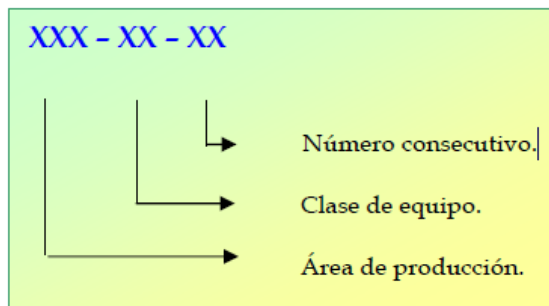 XXX – XX – XX
Número consecutivo.
Clase de equipo.
Área de producción.